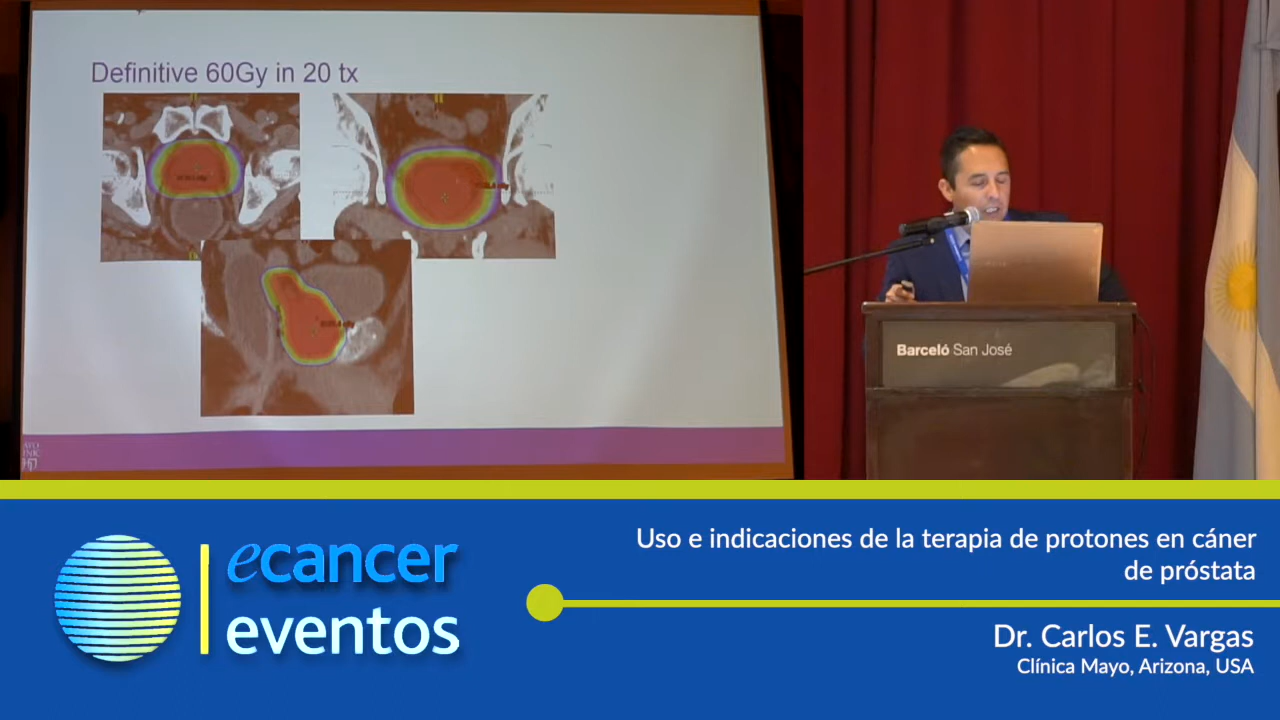 Definitive 60Gy in 20 tx
Barceló San José
ecancer
eventos
Uso e indicaciones de la terapia de protones en cáner
de próstata
Dr. Carlos E. Vargas
Clínica Mayo, Arizona, USA